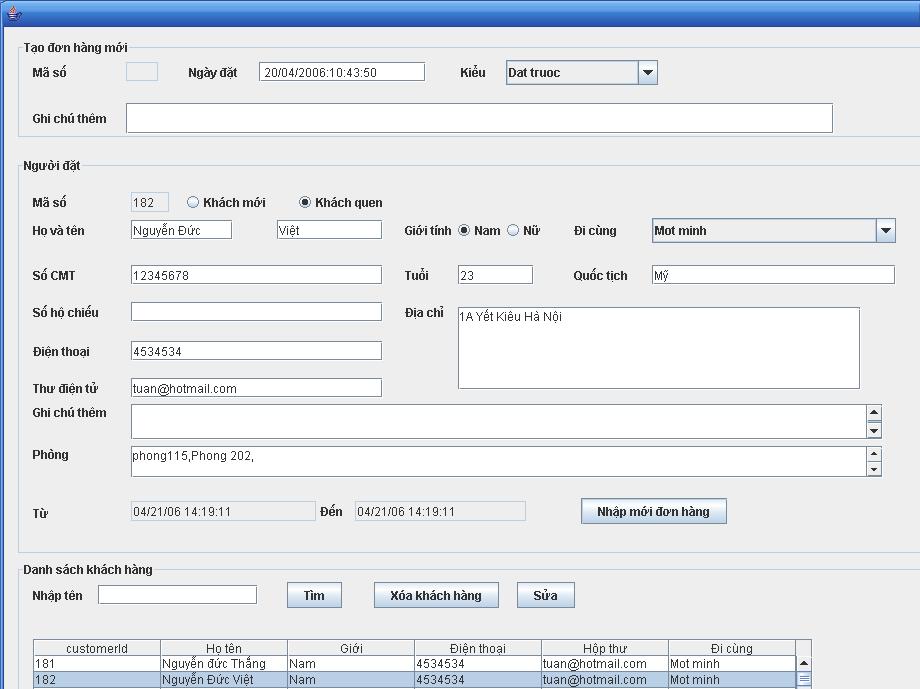 Tạo đơn hàng mới
Mã số Ngày đặt 20/04/2006:10:43:50 Kiểu Dat truoc
Ghi chú thêm
Người đặt
Mã số 182 Khách mới Khách quen
Họ và tên Nguyễn Đức Việt Giới tính Nam Nữ Đi cùng Mot minh
Số CMT 12345678 Tuổi 23 Quốc tịch Mỹ
Số hộ chiếu Địa chỉ 1A Yết Kiêu Hà Nội
Điện thoại 4534534
Thư điện tử tuan@hotmail.com
Ghi chú thêm
Phòng phong115,Phong 202,
Từ 04/21/06 14:19:11 Đến 04/21/06 14:19:11 Nhập mới đơn hàng
Danh sách khách hàng
Nhập tên Tìm Xóa khách hàng Sửa
customerId Họ tên Giới Điện thoại Hộp thư Đi cùng
181 Nguyễn đức Thắng Nam 4534534 tuan@hotmail.com Mot minh
182 Nguyễn Đức Việt Nam 4534534 tuan@hotmail.com Mot minh